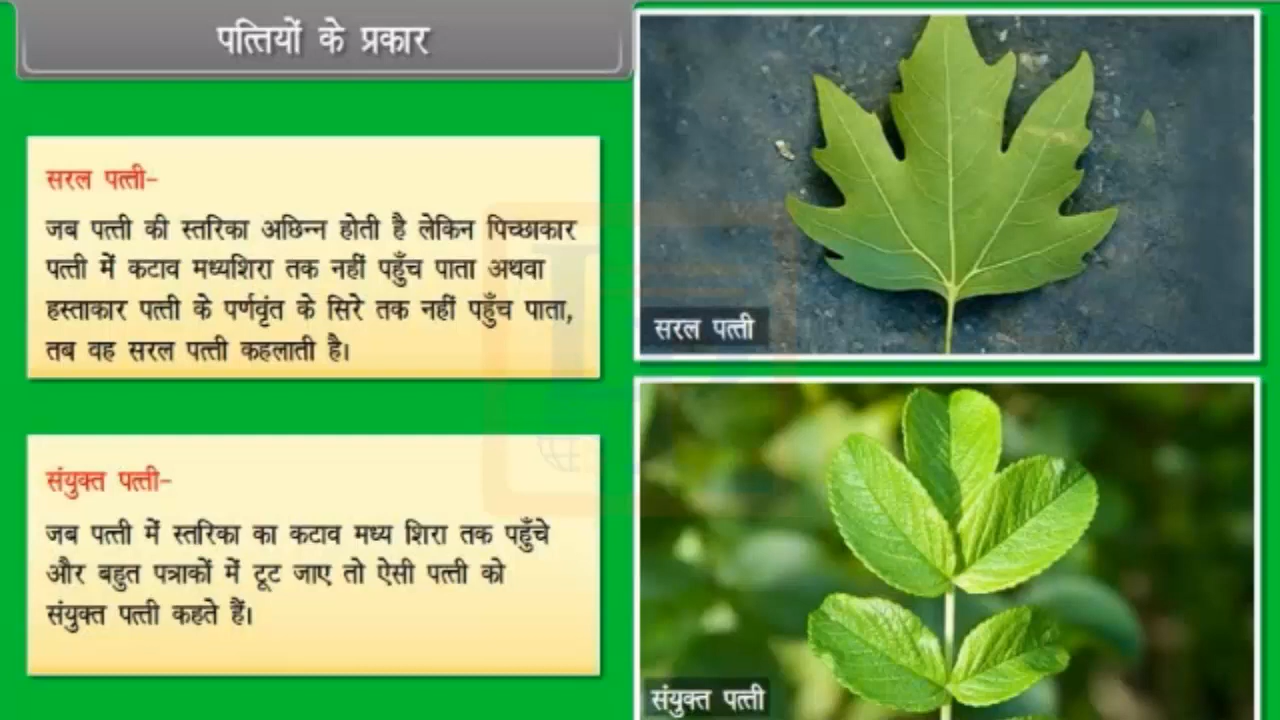 पत्तियों के प्रकार
सरल पत्ती-
जब पत्ती की स्तरिका अछिन्न होती है लेकिन पिच्छाकार
पत्ती में कटाव मध्यशिरा तक नहीं पहुँच पाता अथवा
हस्ताकार पत्ती के पर्णवृंत के सिरे तक नहीं पहुँच पाता,
तब वह सरल पत्ती कहलाती है।
सरल पत्ती
संयुक्त पत्ती-
जब पत्ती में स्तरिका का कटाव मध्य शिरा तक पहुँचे
और बहुत पत्राकों में टूट जाए तो ऐसी पत्ती को
संयुक्त पत्ती कहते हैं।
संयुक्त पत्ती